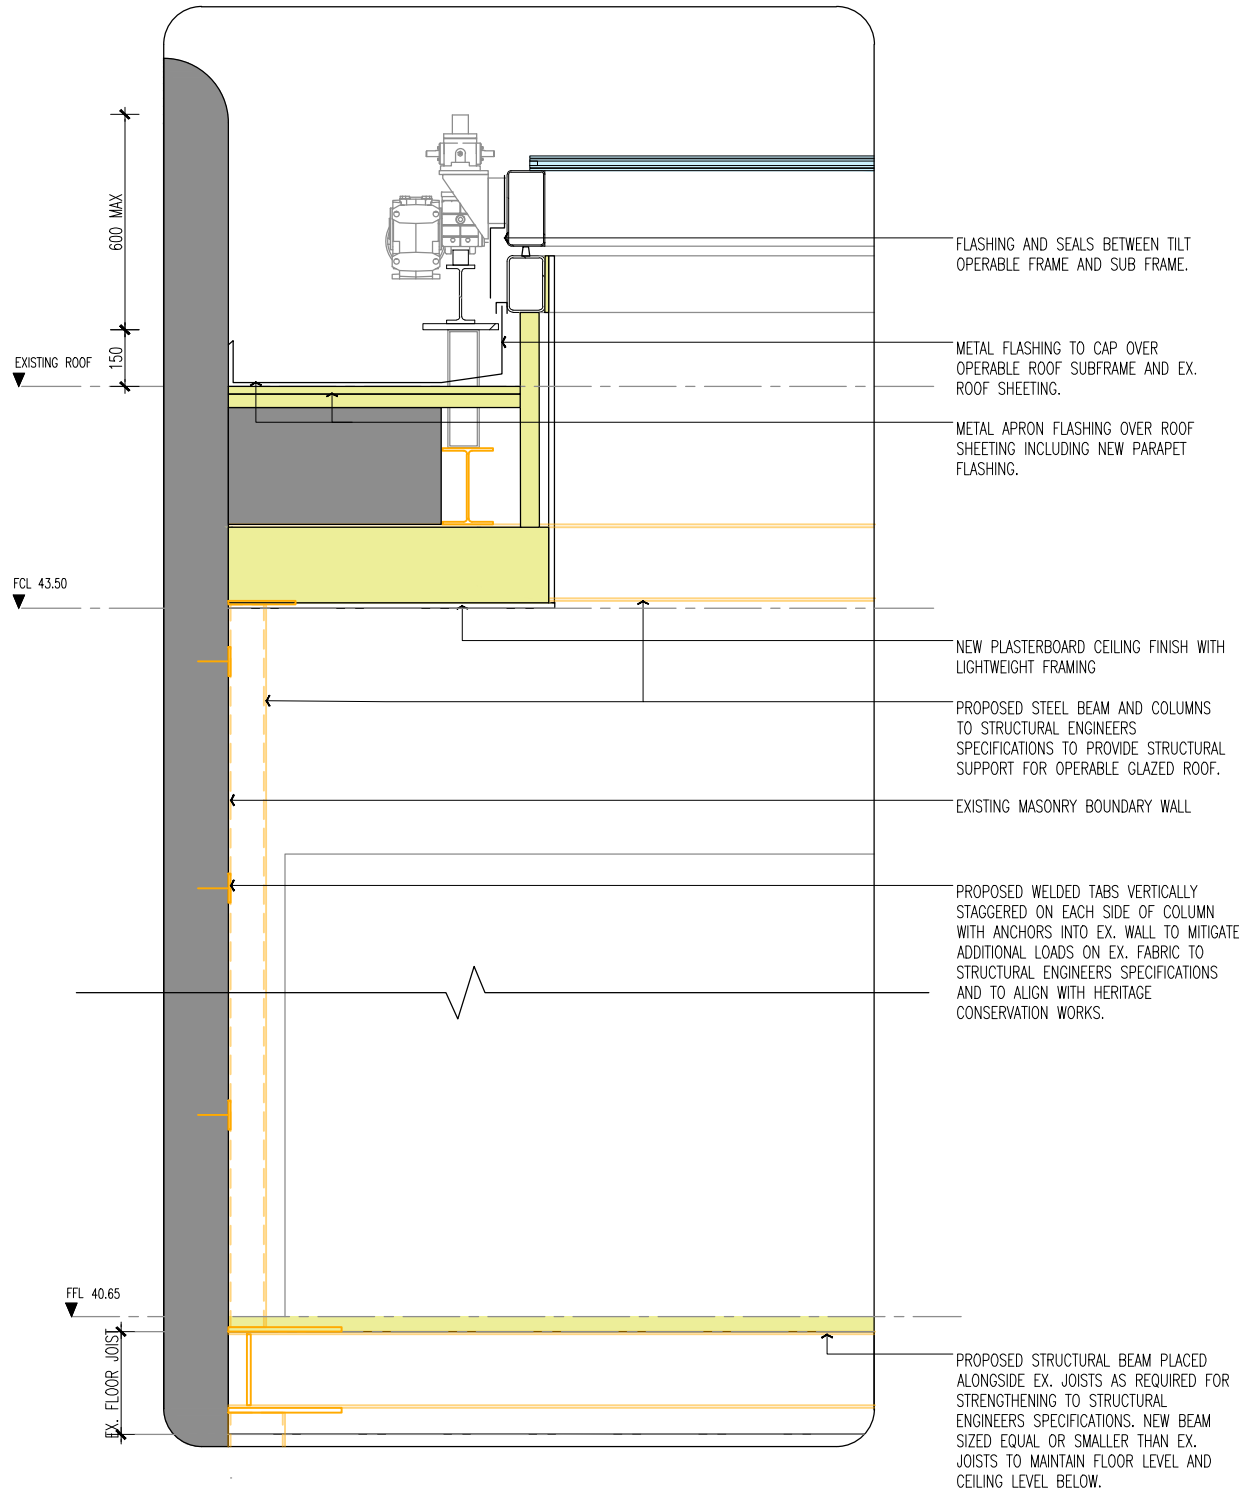 600 MAX
150
EXISTING ROOF
FCL 43.50
FFL 40.65
EX. FLOOR JOIST
FLASHING AND SEALS BETWEEN TILT
OPERABLE FRAME AND SUB FRAME.
METAL FLASHING TO CAP OVER
OPERABLE ROOF SUBFRAME AND EX.
ROOF SHEETING.
METAL APRON FLASHING OVER ROOF
SHEETING INCLUDING NEW PARAPET
FLASHING.
NEW PLASTERBOARD CEILING FINISH WITH
LIGHTWEIGHT FRAMING
PROPOSED STEEL BEAM AND COLUMNS
TO STRUCTURAL ENGINEERS
SPECIFICATIONS TO PROVIDE STRUCTURAL
SUPPORT FOR OPERABLE GLAZED ROOF.
EXISTING MASONRY BOUNDARY WALL
PROPOSED WELDED TABS VERTICALLY
STAGGERED ON EACH SIDE OF COLUMN
WITH ANCHORS INTO EX. WALL TO MITIGATE
ADDITIONAL LOADS ON EX. FABRIC TO
STRUCTURAL ENGINEERS SPECIFICATIONS
AND TO ALIGN WITH HERITAGE
CONSERVATION WORKS.
PROPOSED STRUCTURAL BEAM PLACED
ALONGSIDE EX. JOISTS AS REQUIRED FOR
STRENGTHENING TO STRUCTURAL
ENGINEERS SPECIFICATIONS. NEW BEAM
SIZED EQUAL OR SMALLER THAN EX.
JOISTS TO MAINTAIN FLOOR LEVEL AND
CEILING LEVEL BELOW.